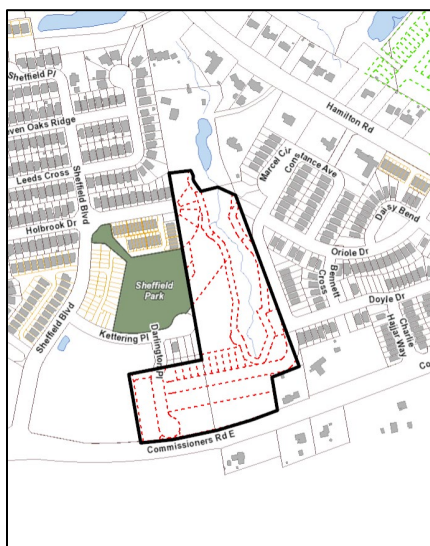 Sheffield Pl
Hamilton Rd
Oaks Ridge
Leeds Cross
Sheffield Blvd
Marcel Cir
Constance Ave
Daisy Bend
Holbrook Dr
Oriole Dr
Bennett
Cross
Sheffield
Park
Doyle Dr
Kettering Pl
Darlington Pl
Sheffield Blvd
Charlie
Hajjar Way
Commissioners Rd E
Co